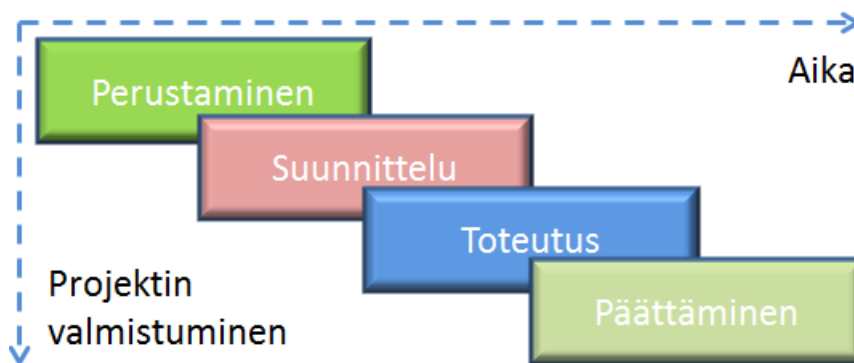 Aika
Perustaminen
Suunnittelu
Toteutus
Päättäminen
Projektin
valmistuminen